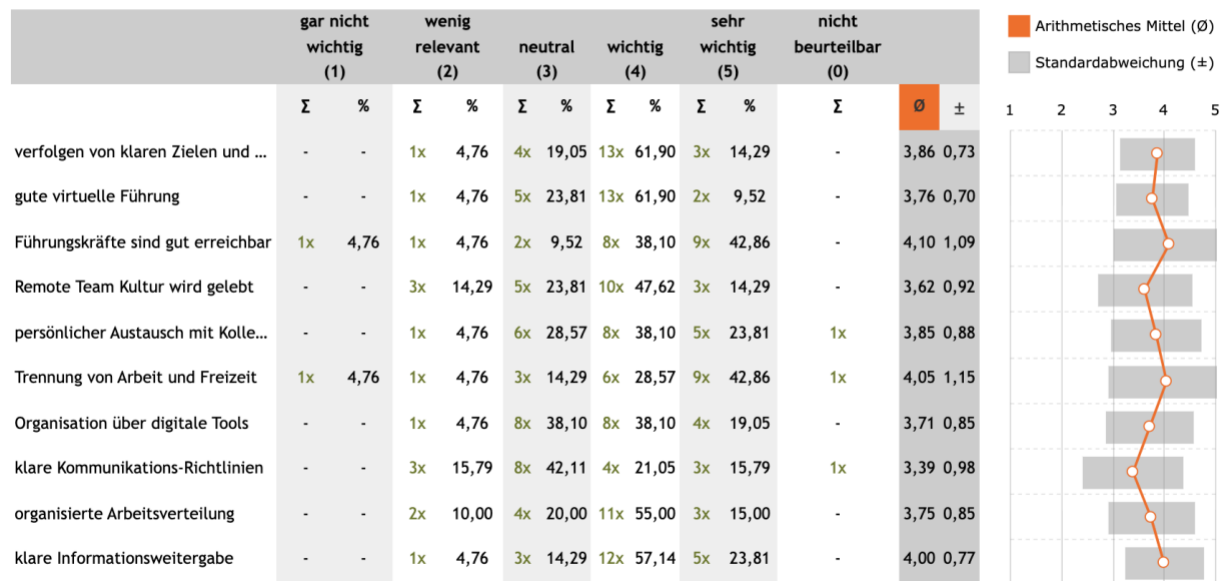 gar nicht wichtig (1) wenig relevant (2) neutral (3) wichtig (4) sehr wichtig (5) nicht beurteilbar (0)
Arithmetisches Mittel (Ø)
Standardabweichung (±)
Σ % Σ % Σ % Σ % Σ % Σ Ø ± 1 2 3 4 5
verfolgen von klaren Zielen und ... - - 1x 4,76 4x 19,05 13x 61,90 3x 14,29 - 3,86 0,73
gute virtuelle Führung - - 1x 4,76 5x 23,81 13x 61,90 2x 9,52 - 3,76 0,70
Führungskräfte sind gut erreichbar 1x 4,76 1x 4,76 2x 9,52 8x 38,10 9x 42,86 - 4,10 1,09
Remote Team Kultur wird gelebt - - 3x 14,29 5x 23,81 10x 47,62 3x 14,29 - 3,62 0,92
persönlicher Austausch mit Kolle... - - 1x 4,76 6x 28,57 8x 38,10 5x 23,81 1x 3,85 0,88
Trennung von Arbeit und Freizeit 1x 4,76 1x 4,76 3x 14,29 6x 28,57 9x 42,86 1x 4,05 1,15
Organisation über digitale Tools - - 1x 4,76 8x 38,10 8x 38,10 4x 19,05 - 3,71 0,85
klare Kommunikations-Richtlinien - - 3x 15,79 8x 42,11 4x 21,05 3x 15,79 1x 3,39 0,98
organisierte Arbeitsverteilung - - 2x 10,00 4x 20,00 11x 55,00 3x 15,00 - 3,75 0,85
klare Informationsweitergabe - - 1x 4,76 3x 14,29 12x 57,14 5x 23,81 - 4,00 0,77